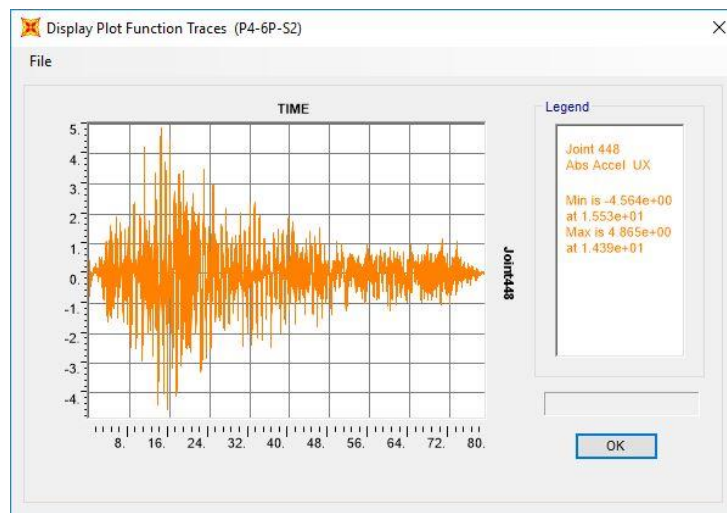 Display Plot Function Traces (P4-6P-S2)
File
TIME
Legend
5.
4.
3.
2.
1.
0.
-1.
-2.
-3.
-4.
Joint448
Joint 448
Abs Accel UX
Min is -4.564e+00
at 1.553e+01
Max is 4.865e+00
at 1.439e+01
8. 16. 24. 32. 40. 48. 56. 64. 72. 80.
OK